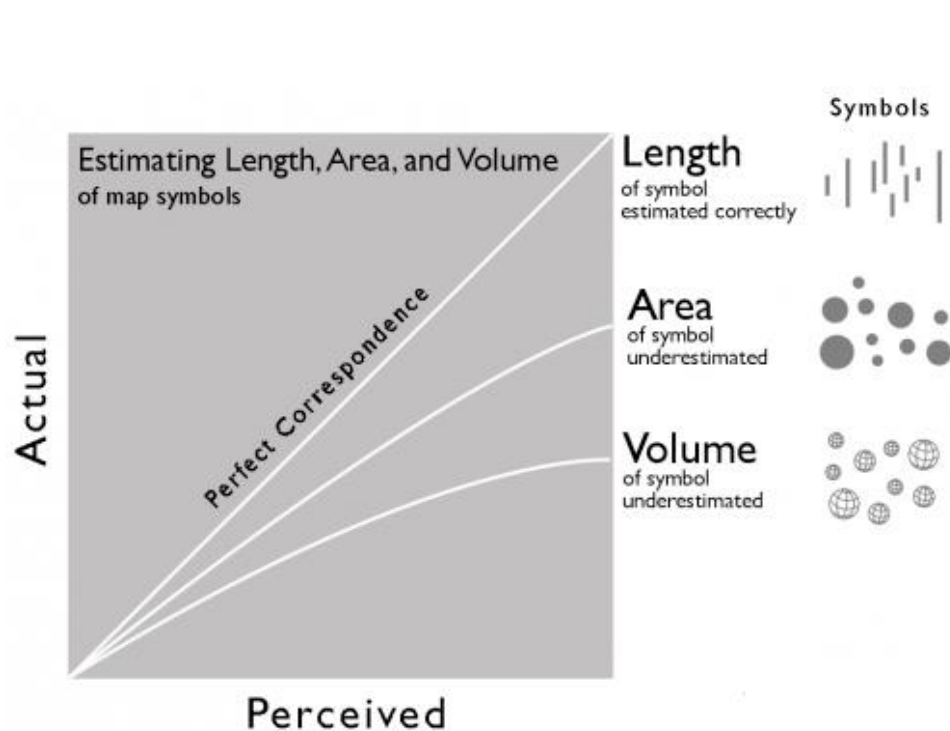 Symbols
Estimating Length, Area, and Volume
of map symbols
Length
of symbol
estimated correctly
Perfect Correspondence
Area
of symbol
underestimated
Actual
Volume
of symbol
underestimated
Perceived